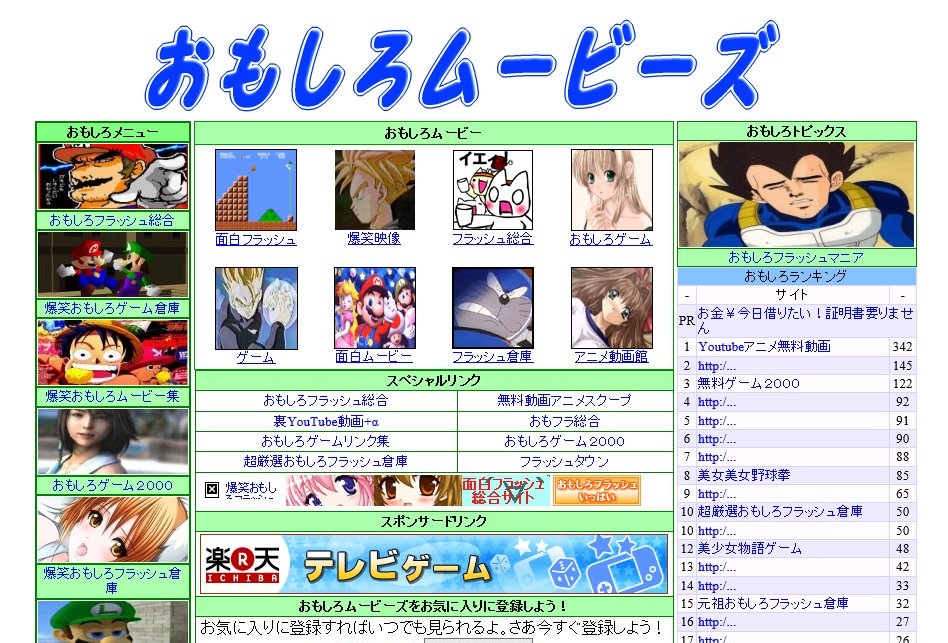 おもしろムービーズ
おもしろメニュー
おもしろフラッシュ総合
爆笑おもしろゲーム倉庫
爆笑おもしろムービー集
おもしろゲーム2000
爆笑おもしろフラッシュ倉
庫
おもしろムービー
イエイ
面白フラッシュ
爆笑映像
フラッシュ総合
おもしろゲーム
ゲーム
面白ムービー
フラッシュ倉庫
アニメ動画館
スペシャルリンク
おもしろフラッシュ総合
無料動画アニメスクープ
裏YouTube動画+α
おもフラ総合
おもしろゲームリンク集
おもしろゲーム2000
超厳選おもしろフラッシュ倉庫
フラッシュタウン
爆笑おもし
面白フラッシュ
総合サイト
おもしろフラッシュ
いっぱい
スポンサードリンク
楽R天
ICHIBA
テレビゲーム
おもしろムービーズをお気に入りに登録しよう！
お気に入りに登録すればいつでも見られるよ。さあ今すぐ登録しよう！
おもしろトピックス
おもしろフラッシュマニア
おもしろランキング
- サイト -
PR お金￥今日借りたい！証明書要りませ
ん
1 Youtubeアニメ無料動画 342
2 http:/... 145
3 無料ゲーム2000 122
4 http:/... 92
5 http:/... 91
6 http:/... 90
7 http:/... 88
8 美女美女野球拳 85
9 http:/... 65
10 超厳選おもしろフラッシュ倉庫 50
10 http:/... 50
12 美少女物語ゲーム 48
13 http:/... 42
14 http:/... 33
15 元祖おもしろフラッシュ倉庫 32
16 http:/... 27
17 http:/... 26